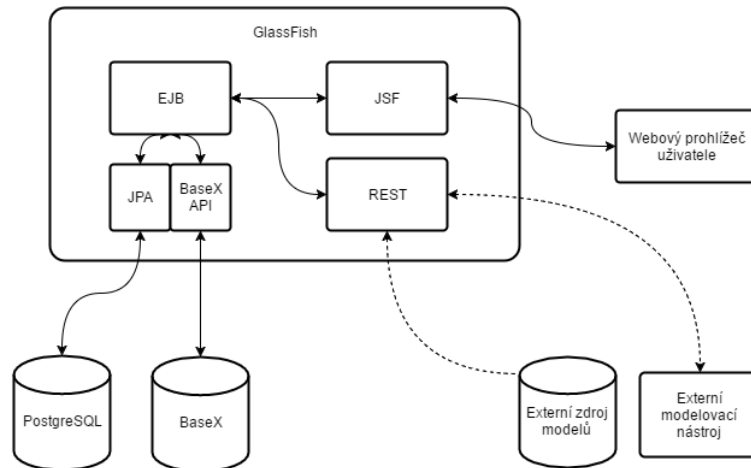 GlassFish
EJB
JSF
Webový prohlížeč
uživatele
JPA
BaseX
API
REST
PostgreSQL
BaseX
Externí zdroj
modelů
Externí
modelovací
nástroj